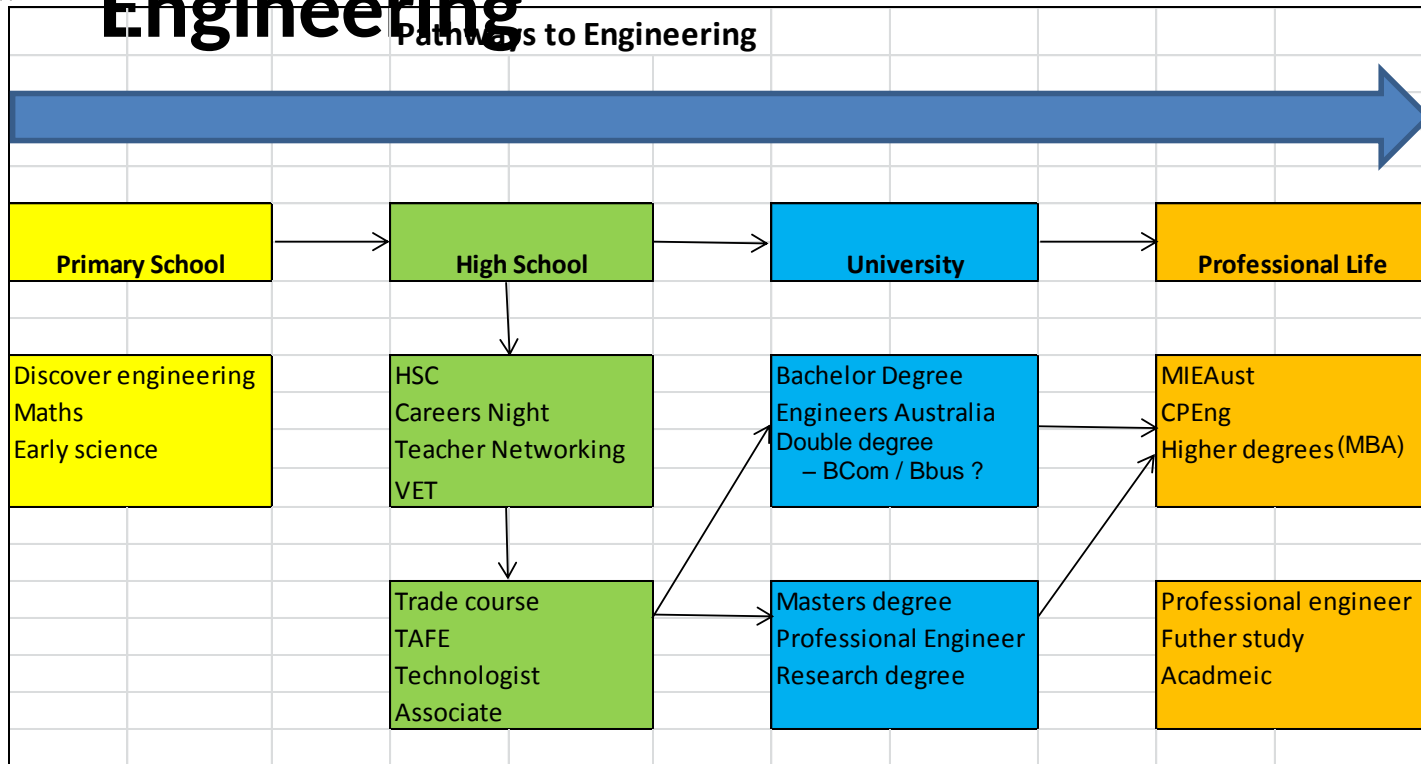 Engineering
Pathways to Engineering
Primary School
High School
University
Professional Life
Discover engineering
Maths
Early science
HSC
Careers Night
Teacher Networking
VET
Bachelor Degree
Engineers Australia
Double degree
– BCom / Bbus ?
MIEAust
CPEng
Higher degrees (MBA)
Trade course
TAFE
Technologist
Associate
Masters degree
Professional Engineer
Research degree
Professional engineer
Futher study
Acadmeic